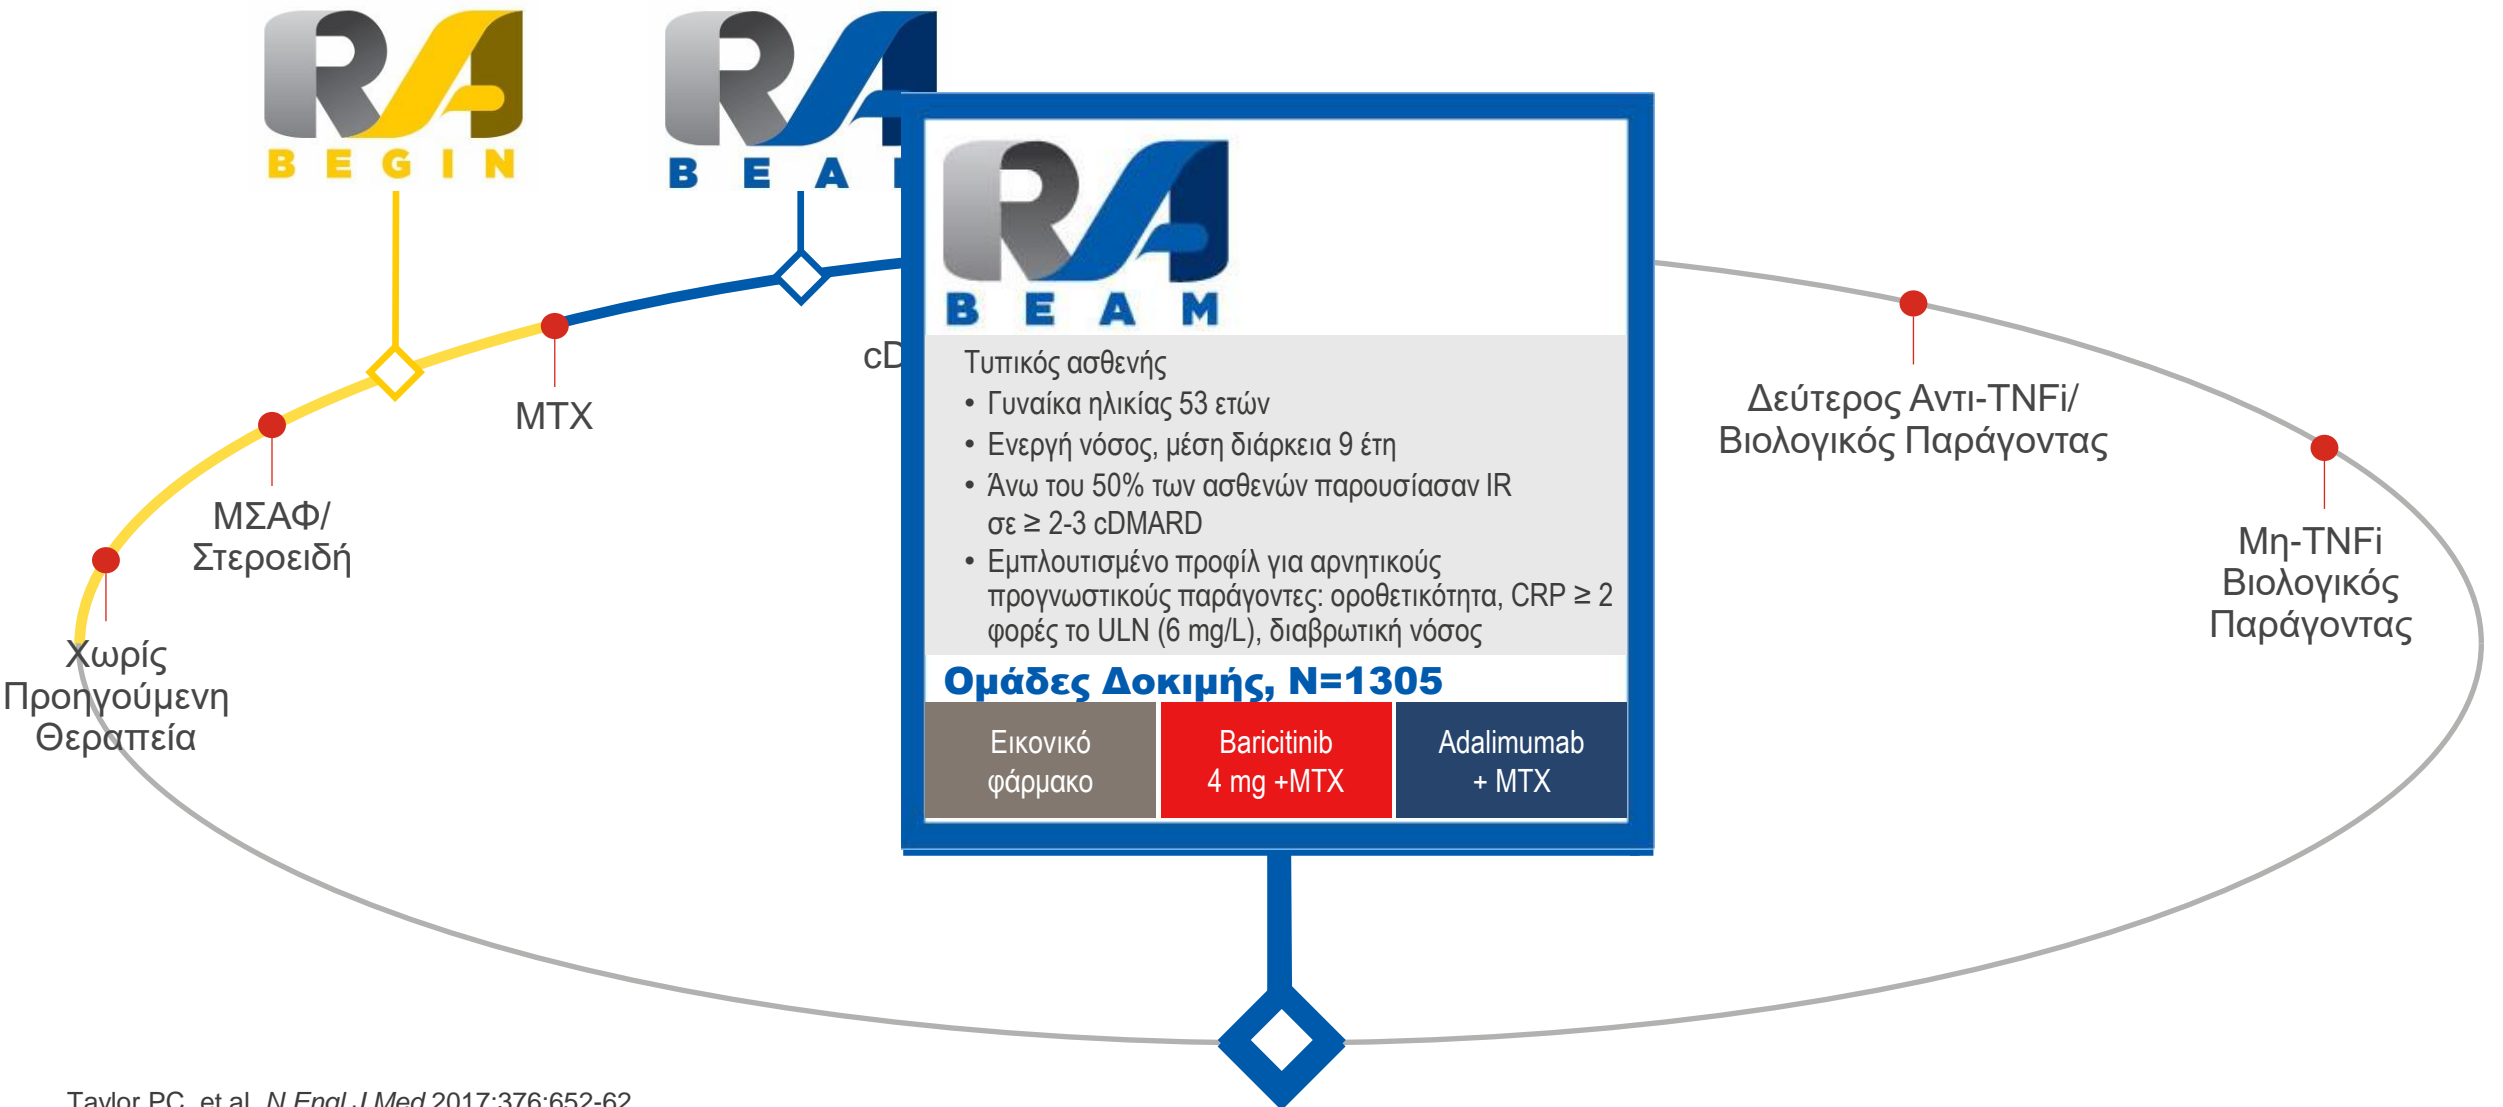 RA
BEGIN
RA
BEA
RA
BEAM
cD
Τυπικός ασθενής
• Γυναίκα ηλικίας 53 ετών
• Ενεργή νόσος, μέση διάρκεια 9 έτη
• Άνω του 50% των ασθενών παρουσίασαν IR
σε ≥ 2-3 cDMARD
• Εμπλουτισμένο προφίλ για αρνητικούς
προγνωστικούς παράγοντες: οροθετικότητα, CRP ≥ 2
φορές το ULN (6 mg/L), διαβρωτική νόσος
Ομάδες Δοκιμής, N=1305
Εικονικό
φάρμακο
Baricitinib
4 mg +MTX
Adalimumab
+ MTX
Χωρίς
Προηγούμενη
Θεραπεία
ΜΣΑΦ/
Στεροειδή
MTX
Δεύτερος Αντι-TNFi/
Βιολογικός Παράγοντας
Μη-TNFi
Βιολογικός
Παράγοντας
Taylor PC, et al. N Engl J Med 2017;376:652-62